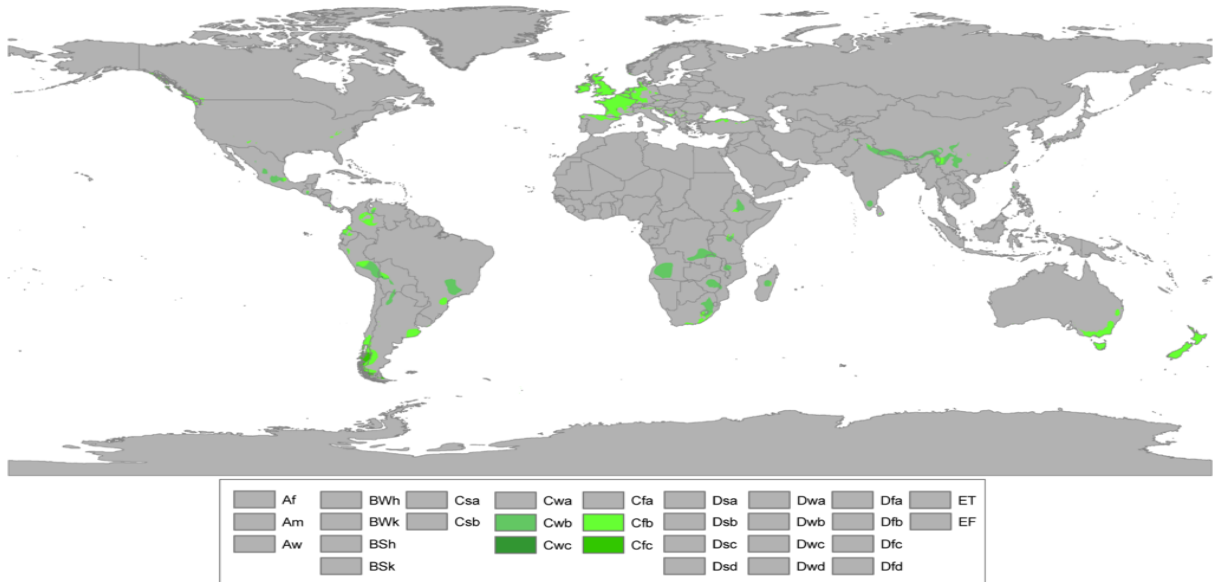 Af BWh Csa Cwa Cfa Dsa Dwa Dfa ET
Am BWk Csb Cwb Cfb Dsb Dwb Dfb EF
Aw BSh Cwc Cfc Dsc Dwc Dfc
BSk Dsd Dwd Dfd